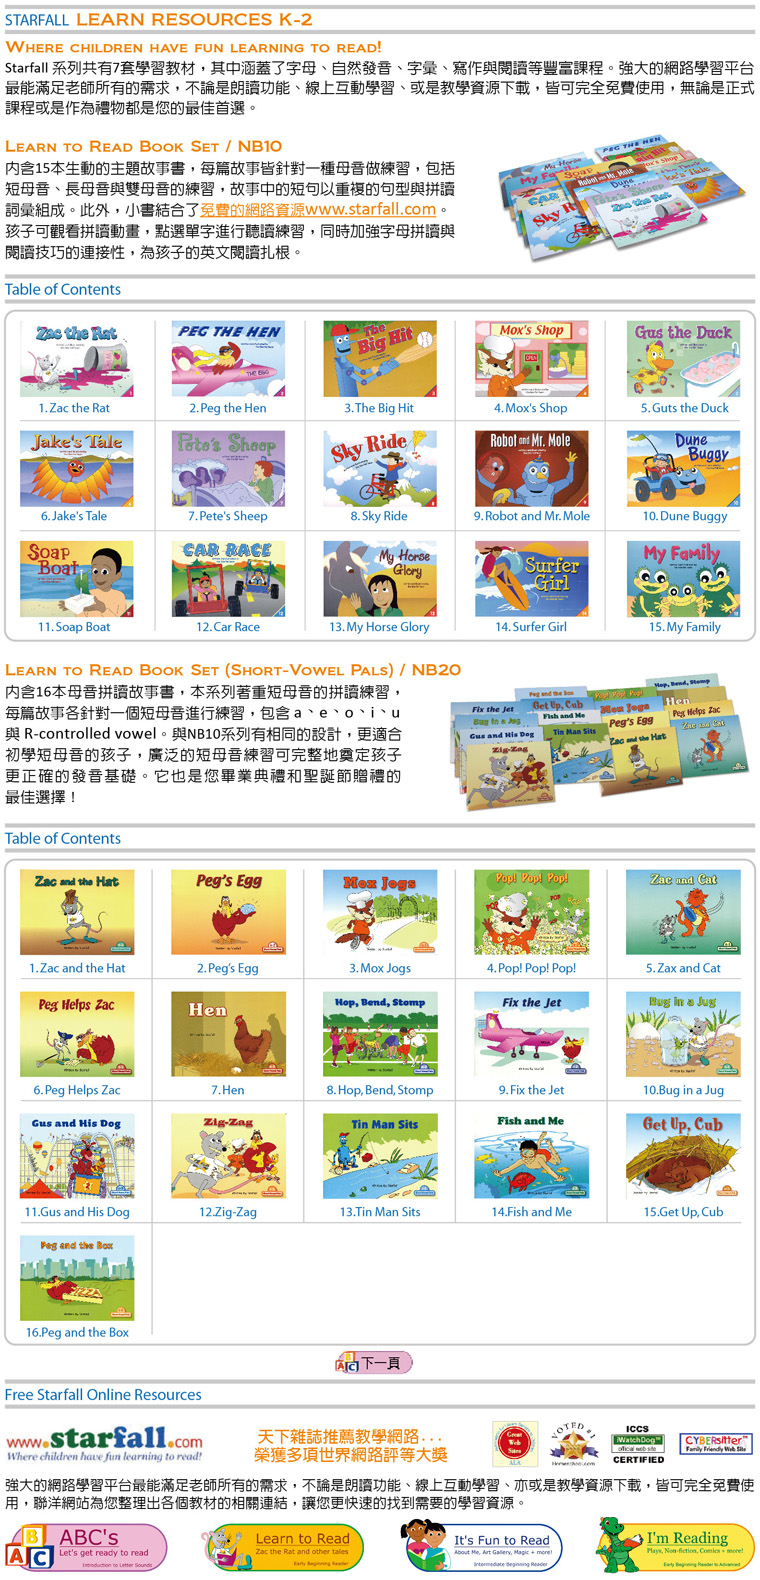 STARFALL LEARN RESOURCES K-2
WHERE CHILDREN HAVE FUN LEARNING TO READ!
Starfall 系列共有7套學習教材，其中涵蓋了字母、自然發音、字彙、寫作與閱讀等豐富課程。強大的網路學習平台
最能滿足老師所有的需求，不論是朗讀功能、線上互動學習、或是教學資源下載，皆可完全免費使用，無論是正式
課程或是作為禮物都是您的最佳首選。
LEARN TO READ BOOK SET / NB10
內含15本生動的主題故事書，每篇故事皆針對一種母音做練習，包括
短母音、長母音與雙母音的練習，故事中的短句以重複的句型與拼讀
詞彙組成。此外，小書結合了免費的網路資源www.starfall.com。
孩子可觀看拼讀動畫，點選單字進行聽讀練習，同時加強字母拼讀與
閱讀技巧的連接性，為孩子的英文閱讀扎根。
Table of Contents
Zac the Rat
PEG THE HEN
The Big Hit
Mox's Shop
Gus the Duck
1. Zac the Rat
2. Peg the Hen
3. The Big Hit
4. Mox's Shop
5. Guts the Duck
Jake's Tale
Pete's Sheep
Sky Ride
Robot and Mr. Mole
Dune Buggy
6. Jake's Tale
7. Pete's Sheep
8. Sky Ride
9. Robot and Mr. Mole
10. Dune Buggy
Soap Boat
CAR RACE
My Horse Glory
Surfer Girl
My Family
11. Soap Boat
12. Car Race
13. My Horse Glory
14. Surfer Girl
15. My Family
LEARN TO READ BOOK SET (SHORT-VOWEL PALS) / NB20
內含16本母音拼讀故事書，本系列著重短母音的拼讀練習，
每篇故事各針對一個短母音進行練習，包含 a、e、o、i、u
與 R-controlled vowel。與NB10系列有相同的設計，更適合
初學短母音的孩子，廣泛的短母音練習可完整地奠定孩子
更正確的發音基礎。它也是您畢業典禮和聖誕節贈禮的
最佳選擇！
Table of Contents
Zac and the Hat
Peg's Egg
Mox Jogs
Pop! Pop! Pop!
Zac and Cat
1. Zac and the Hat
2. Peg's Egg
3. Mox Jogs
4. Pop! Pop! Pop!
5. Zax and Cat
Peg Helps Zac
Hen
Hop, Bend, Stomp
Fix the Jet
Bug in a Jug
6. Peg Helps Zac
7. Hen
8. Hop, Bend, Stomp
9. Fix the Jet
10.Bug in a Jug
Gus and His Dog
Zig-Zag
Tin Man Sits
Fish and Me
Get Up, Cub
11.Gus and His Dog
12.Zig-Zag
13.Tin Man Sits
14.Fish and Me
15.Get Up, Cub
Peg and the Box
16.Peg and the Box
ABC 下一頁
Free Starfall Online Resources
www.starfall.com
Where children have fun learning to read!
天下雜誌推薦教學網路...
榮獲多項世界網路評等大獎
Great Web Sites
ALA
VOTED #1
ICCS
iWatchDog
official web site
CERTIFIED
CYBERsitter
Family Friendly Web Site
強大的網路學習平台最能滿足老師所有的需求，不論是朗讀功能、線上互動學習、亦或是教學資源下載，皆可完全免費使
用，聯洋網站為您整理出各個教材的相關連結，讓您更快速的找到需要的學習資源。
ABC's
Let's get ready to read
Introduction to Letter Sounds
Learn to Read
Zac the Rat and other tales
Early Beginning Reader
It's Fun to Read
About Me, Art Gallery, Magic + more!
Intermediate Beginning Reader
I'm Reading
Plays, Non-fiction, Comics + more!
Early Beginning Reader to Advanced